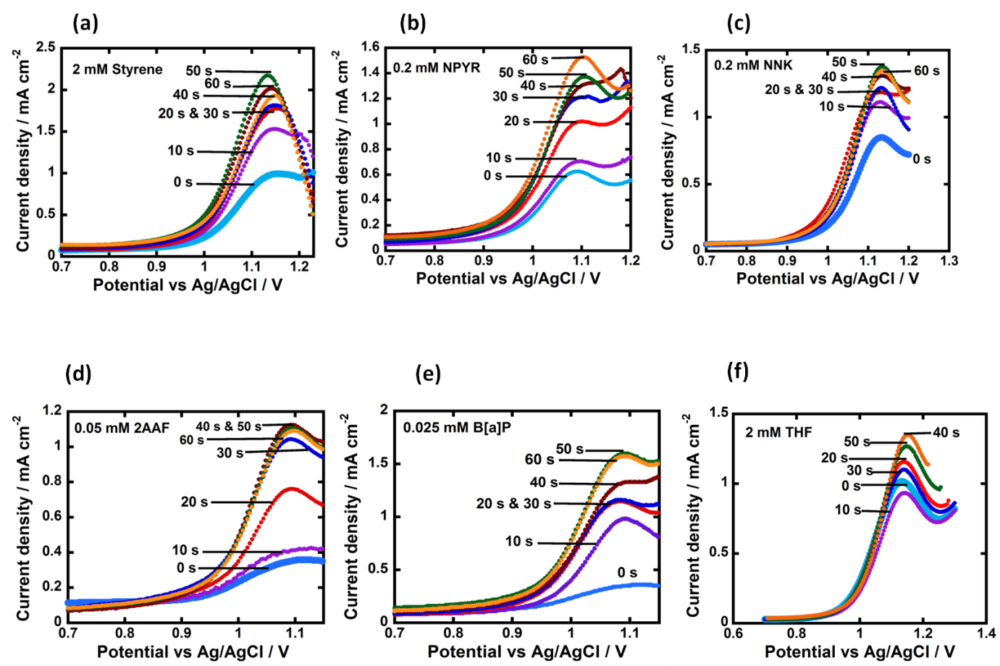 (a)
2 mM Styrene
50 s
60 s
40 s
20 s & 30 s
10 s
0 s
2.5
2
1.5
1
0.5
0
0.7
0.8
0.9
1
1.1
1.2
Current density / mA cm-2
Potential vs Ag/AgCl / V
(b)
0.2 mM NPYR
60 s
50 s
40 s
30 s
20 s
10 s
0 s
1.6
1.4
1.2
1
0.8
0.6
0.4
0.2
0
0.7
0.8
0.9
1
1.1
1.2
Current density / mA cm-2
Potential vs Ag/AgCl / V
(c)
0.2 mM NNK
50 s
60 s
40 s
20 s & 30 s
10 s
0 s
1.5
1
0.5
0
0.7
0.8
0.9
1.0
1.1
1.2
1.3
Current density / mA cm-2
Potential vs Ag/AgCl / V
(d)
0.05 mM 2AAF
40 s & 50 s
60 s
30 s
20 s
10 s
0 s
1.2
1
0.8
0.6
0.4
0.2
0
0.7
0.8
0.9
1
1.1
Current density / mA cm-2
Potential vs Ag/AgCl / V
(e)
0.025 mM B[a]P
50 s
60 s
40 s
20 s & 30 s
10 s
0 s
2
1.5
1
0.5
0
0.7
0.8
0.9
1
1.1
Current density / mA cm-2
Potential vs Ag/AgCl / V
(f)
2 mM THF
40 s
50 s
20 s
30 s
0 s
10 s
1.5
1
0.5
0
0.6
0.8
1
1.2
1.4
Current density / mA cm-2
Potential vs Ag/AgCl / V